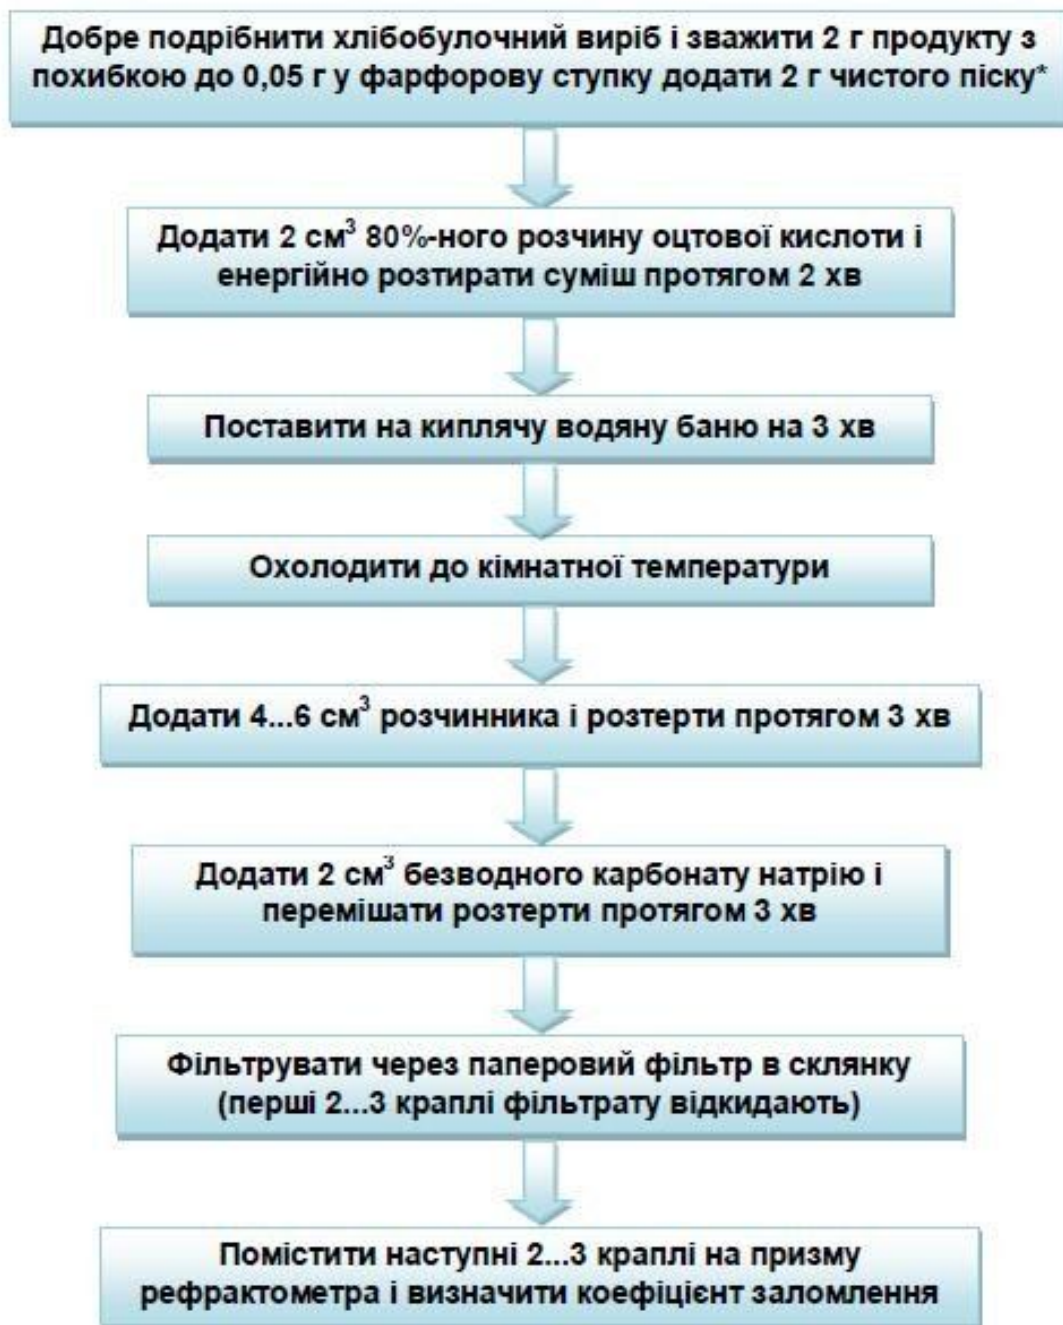 Добре подрібнити хлібобулочний виріб і зважити 2 г продукту з
похибкою до 0,05 г у фарфорову ступку додати 2 г чистого піску*
Додати 2 см³ 80%-ного розчину оцтової кислоти і
енергійно розтирати суміш протягом 2 хв
Поставити на киплячу водяну баню на 3 хв
Охолодити до кімнатної температури
Додати 4...6 см³ розчинника і розтерти протягом 3 хв
Додати 2 см³ безводного карбонату натрію і
перемішати розтерти протягом 3 хв
Фільтрувати через паперовий фільтр в склянку
(перші 2...3 краплі фільтрату відкидають)
Помістити наступні 2...3 краплі на призму
рефрактометра і визначити коефіцієнт заломлення